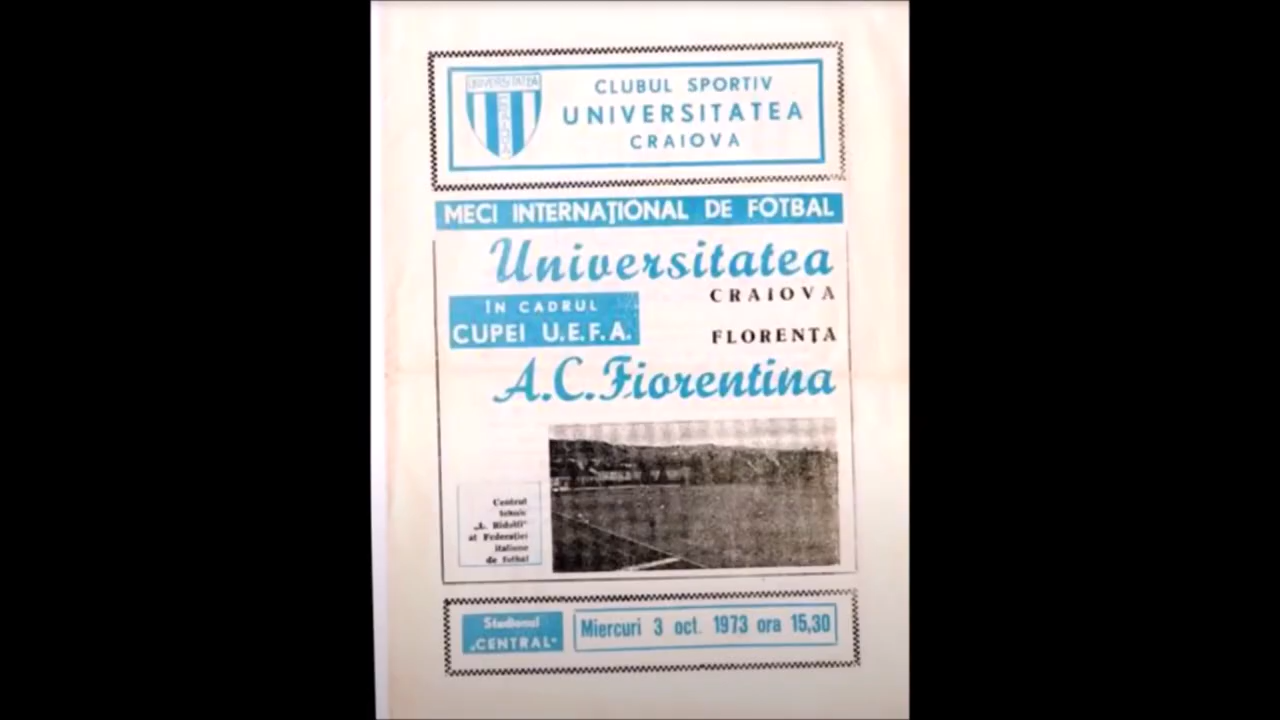 UNIVERSITATEA
CRAIOVA
CLUBUL SPORTIV
UNIVERSITATEA
CRAIOVA
MECI INTERNAȚIONAL DE FOTBAL
Universitatea
CRAIOVA
ÎN CADRUL
CUPEI U.E.F.A.
FLORENȚA
A.C. Fiorentina
Centrul
tehnic
„L. Ridolfi"
al Federației
italiene
de fotbal
Stadionul
„CENTRAL"
Miercuri 3 oct. 1973 ora 15,30